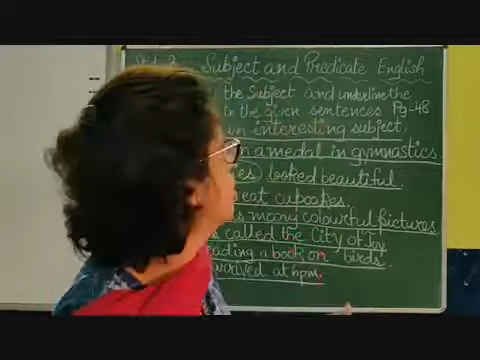 Subject and Predicate English
the Subject and underline the
in the given sentences Pg-48
an interesting subject.
a medal in gymnastics
looked beautiful.
eat cupcakes.
many colourful pictures
called the City of Joy
reading a book on birds.
arrived at 6pm.